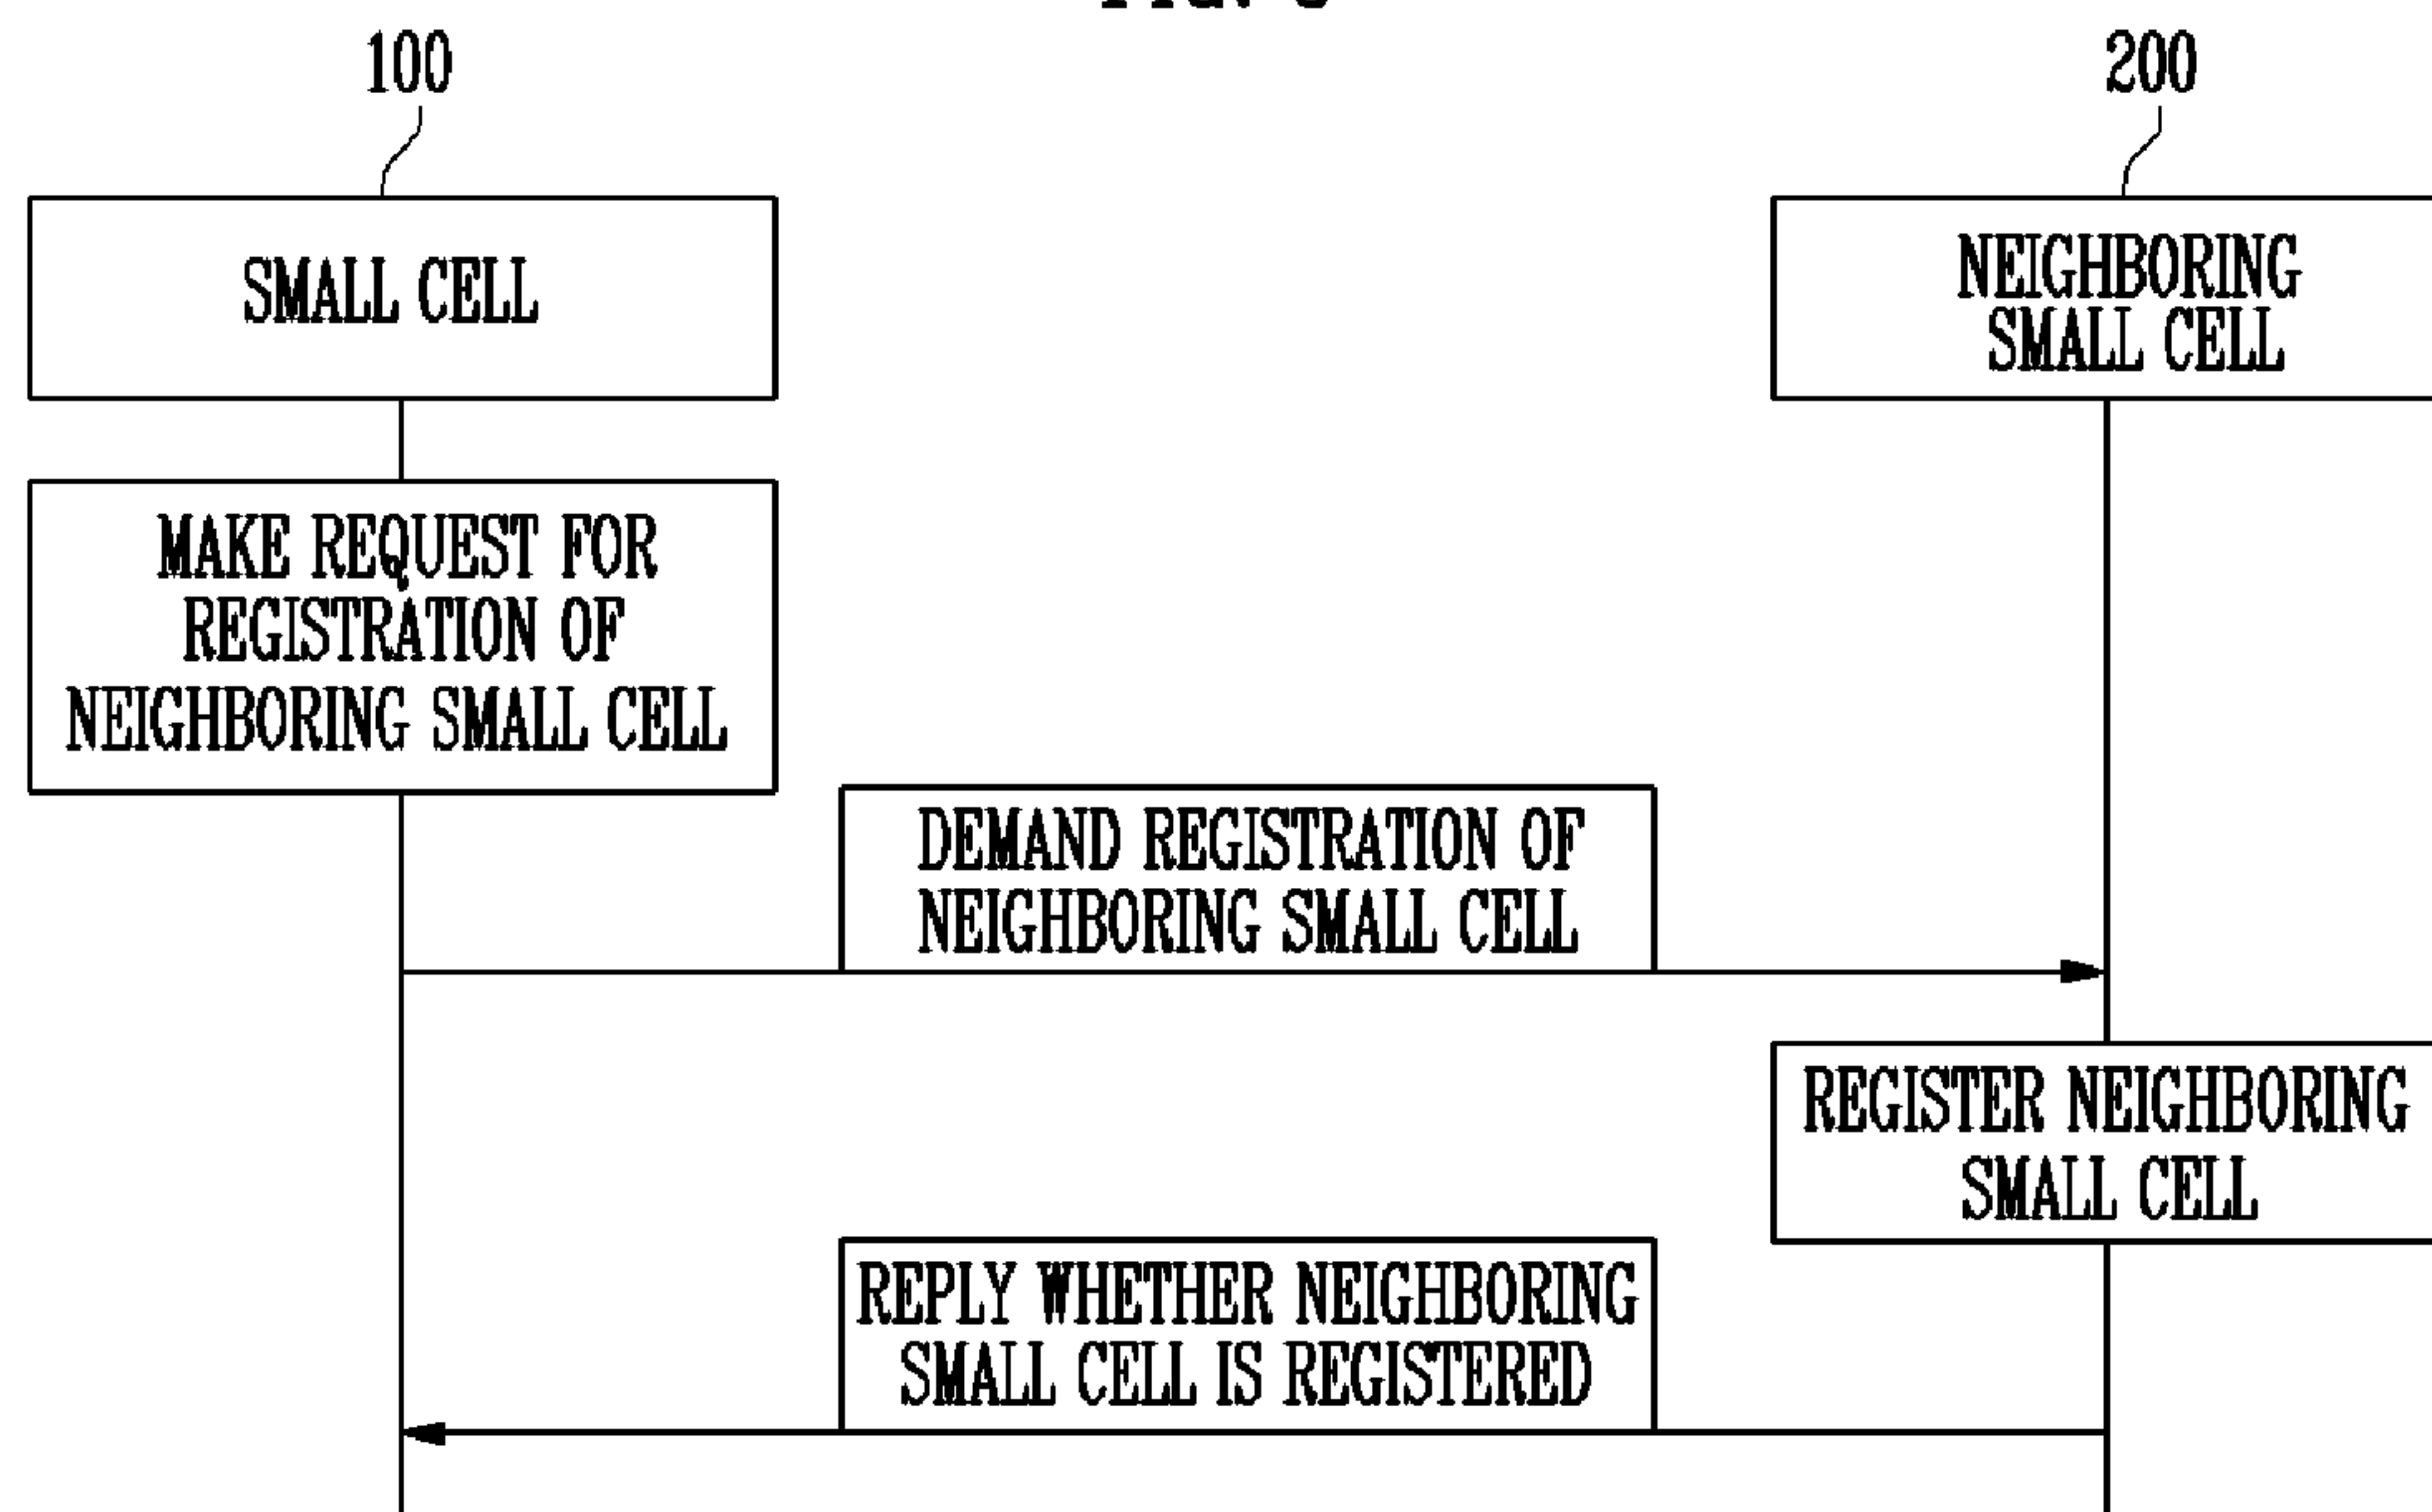 100
200
SMALL CELL
NEIGHBORING
SMALL CELL
MAKE REQUEST FOR
REGISTRATION OF
NEIGHBORING SMALL CELL
DEMAND REGISTRATION OF
NEIGHBORING SMALL CELL
REGISTER NEIGHBORING
SMALL CELL
REPLY WHETHER NEIGHBORING
SMALL CELL IS REGISTERED